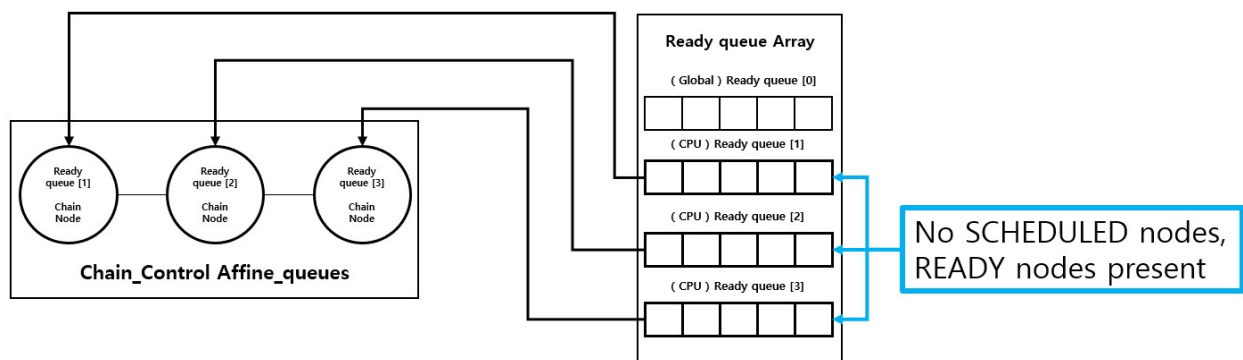 Ready queue Array
( Global ) Ready queue [0]
( CPU ) Ready queue [1]
Ready
queue [1]
Chain
Node
Ready
queue [2]
Chain
Node
Ready
queue [3]
Chain
Node
Chain_Control Affine_queues
( CPU ) Ready queue [2]
( CPU ) Ready queue [3]
No SCHEDULED nodes,
READY nodes present